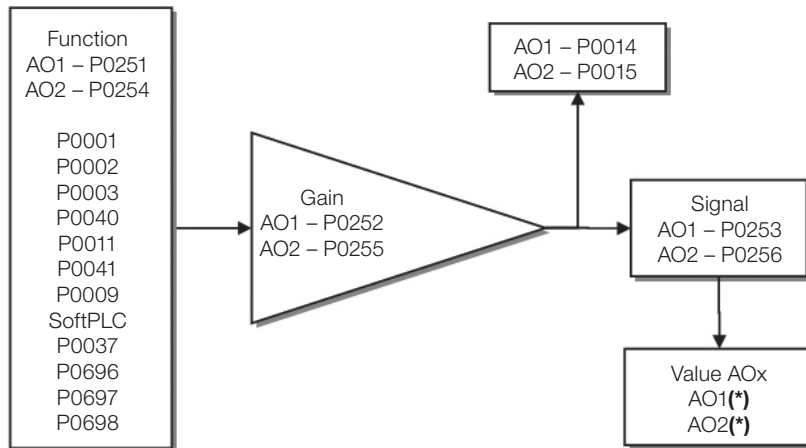 Function
AO1 – P0251
AO2 – P0254
P0001
P0002
P0003
P0040
P0011
P0041
P0009
SoftPLC
P0037
P0696
P0697
P0698
Gain
AO1 – P0252
AO2 – P0255
AO1 – P0014
AO2 – P0015
Signal
AO1 – P0253
AO2 – P0256
Value AOx
AO1(*)
AO2(*)